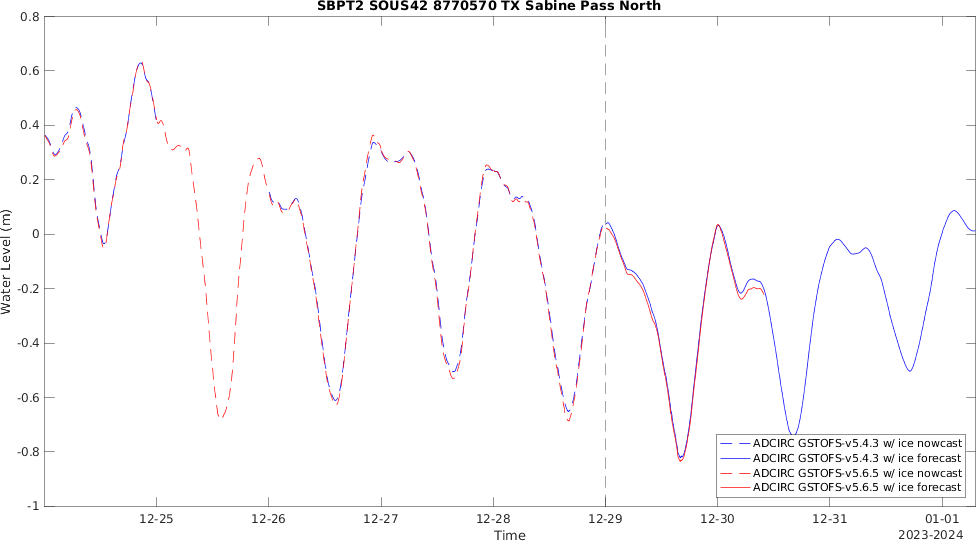 SBPT2 SOUS42 8770570 TX Sabine Pass North
0.8
0.6
0.4
0.2
0
-0.2
-0.4
-0.6
-0.8
-1
Water Level (m)
12-25
12-26
12-27
12-28
12-29
12-30
12-31
01-01
Time
2023-2024
ADCIRC GSTOFS-v5.4.3 w/ ice nowcast
ADCIRC GSTOFS-v5.4.3 w/ ice forecast
ADCIRC GSTOFS-v5.6.5 w/ ice nowcast
ADCIRC GSTOFS-v5.6.5 w/ ice forecast